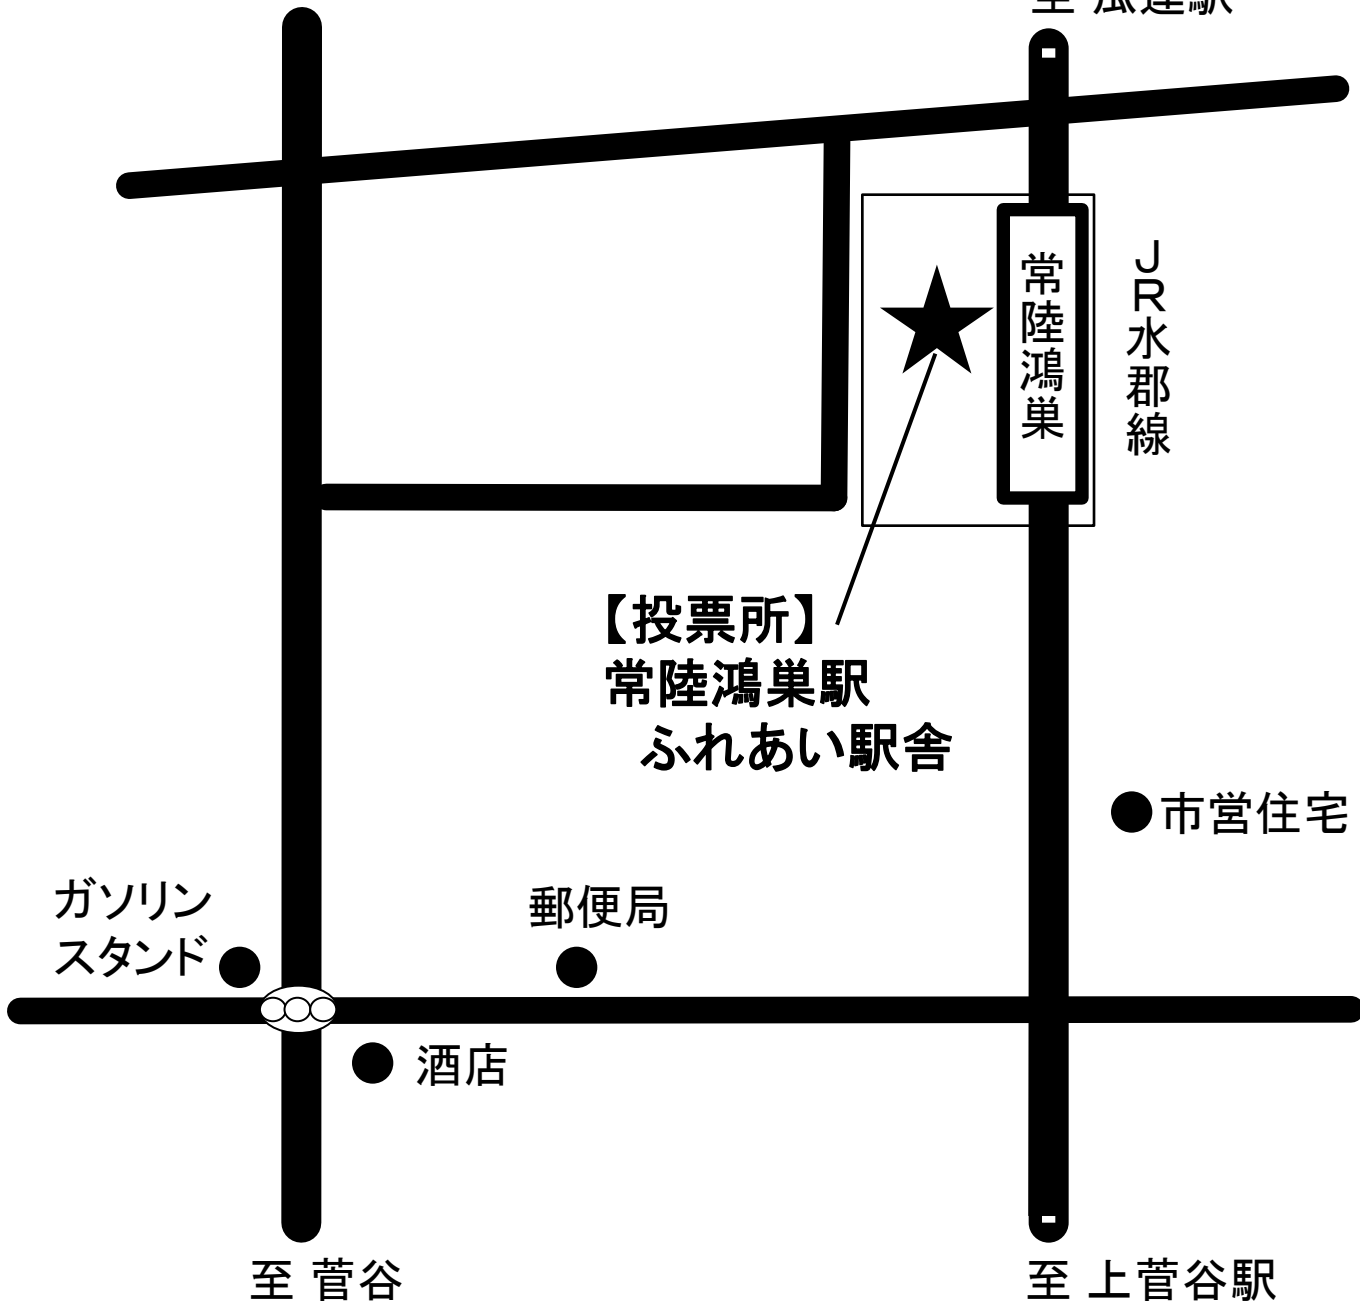 至 瓜連駅
常陸鴻巣
JR水郡線
【投票所】
常陸鴻巣駅
ふれあい駅舎
市営住宅
ガソリン
スタンド
郵便局
酒店
至 菅谷
至 上菅谷駅